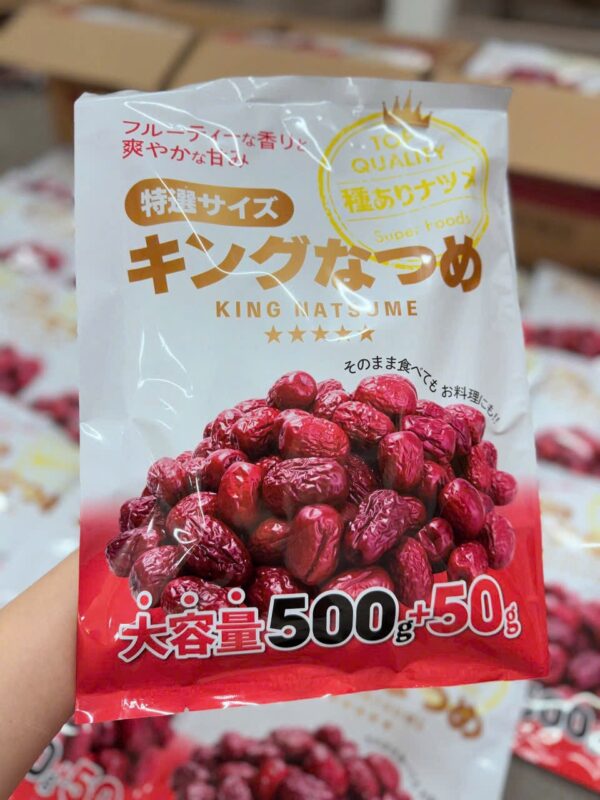 フルーティーな香りと
爽やかな甘み
TOP
QUALITY
種ありナツメ
Super Foods
特選サイズ
キングなつめ
KING NATSUME
★★★★★
そのまま食べても お料理にも!!
大容量500g+50g